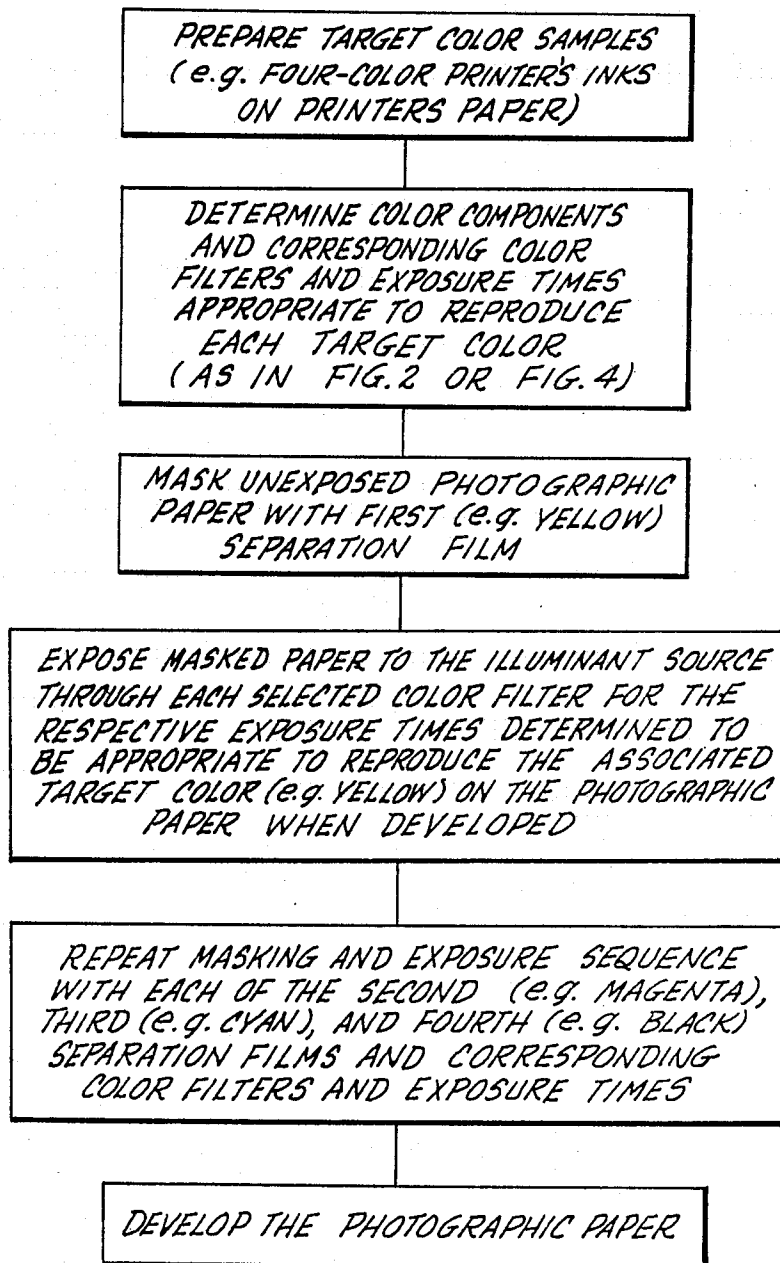 PREPARE TARGET COLOR SAMPLES
(e.g. FOUR-COLOR PRINTER'S INKS
ON PRINTERS PAPER)
DETERMINE COLOR COMPONENTS
AND CORRESPONDING COLOR
FILTERS AND EXPOSURE TIMES
APPROPRIATE TO REPRODUCE
EACH TARGET COLOR
(AS IN FIG. 2 OR FIG. 4)
MASK UNEXPOSED PHOTOGRAPHIC
PAPER WITH FIRST (e.g. YELLOW)
SEPARATION FILM
EXPOSE MASKED PAPER TO THE ILLUMINANT SOURCE
THROUGH EACH SELECTED COLOR FILTER FOR THE
RESPECTIVE EXPOSURE TIMES DETERMINED TO
BE APPROPRIATE TO REPRODUCE THE ASSOCIATED
TARGET COLOR (e.g. YELLOW) ON THE PHOTOGRAPHIC
PAPER WHEN DEVELOPED
REPEAT MASKING AND EXPOSURE SEQUENCE
WITH EACH OF THE SECOND (e.g. MAGENTA),
THIRD (e.g. CYAN), AND FOURTH (e.g. BLACK)
SEPARATION FILMS AND CORRESPONDING
COLOR FILTERS AND EXPOSURE TIMES
DEVELOP THE PHOTOGRAPHIC PAPER